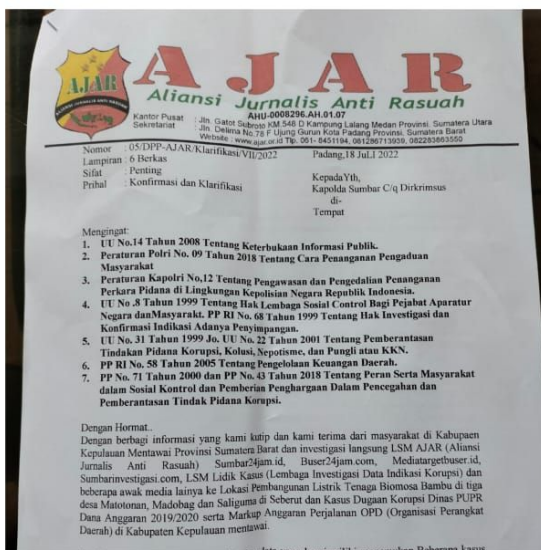 AJAR
ALIANSI JURNALIS ANTI RASUAH
AJAR
Aliansi Jurnalis Anti Rasuah
AHU-0008296.AH.01.07
Kantor Pusat : Jln. Gatot Subroto KM.548 D Kampung Lalang Medan Provinsi. Sumatera Utara
Sekretariat : Jln. Delima No.78 F Ujung Gurun Kota Padang Provinsi, Sumatera Barat
Website : www.ajar.or.id Tlp. 061- 8451194, 081286713939, 082283863550
Nomor : 05/DPP-AJAR/Klarifikasi/VII/2022 Padang,18 JuLI 2022
Lampiran : 6 Berkas
Sifat : Penting KepadaYth,
Prihal : Konfirmasi dan Klarifikasi Kapolda Sumbar C/q Dirkrimsus
di-
Tempat
Mengingat:
1. UU No.14 Tahun 2008 Tentang Keterbukaan Informasi Publik.
2. Peraturan Polri No. 09 Tahun 2018 Tentang Cara Penanganan Pengaduan
Masyarakat
3. Peraturan Kapolri No,12 Tentang Pengawasan dan Pengedalian Penanganan
Perkara Pidana di Lingkungan Kepolisian Negara Republik Indonesia.
4. UU No ,8 Tahun 1999 Tentang Hak Lembaga Sosial Control Bagi Pejabat Aparatur
Negara danMasyarakt. PP RI No. 68 Tahun 1999 Tentang Hak Investigasi dan
Konfirmasi Indikasi Adanya Penyimpangan.
5. UU No. 31 Tahun 1999 Jo. UU No. 22 Tahun 2001 Tentang Pemberantasan
Tindakan Pidana Korupsi, Kolusi, Nepotisme, dan Pungli atau KKN.
6. PP RI No. 58 Tahun 2005 Tentang Pengelolaan Keuangan Daerah.
7. PP No. 71 Tahun 2000 dan PP No. 43 Tahun 2018 Tentang Peran Serta Masyarakat
dalam Sosial Kontrol dan Pemberian Penghargaan Dalam Pencegahan dan
Pemberantasan Tindak Pidana Korupsi.
Dengan Hormat..
Dengan berbagi informasi yang kami kutip dan kami terima dari masyarakat di Kabupaen
Kepulauan Mentawai Provinsi Sumatera Barat dan investigasi langsung LSM AJAR (Aliansi
Jurnalis Anti Rasuah) Sumbar24jam.id, Buser24jam.com, Mediatargetbuser.id,
Sumbarinvestigasi.com, LSM Lidik Kasus (Lembaga Investigasi Data Indikasi Korupsi) dan
beberapa awak media lainya ke Lokasi Pembangunan Listrik Tenaga Biomosa Bambu di tiga
desa Matotonan, Madobag dan Saliguma di Seberut dan Kasus Dugaan Korupsi Dinas PUPR
Dana Anggaran 2019/2020 serta Markup Anggaran Perjalanan OPD (Organisasi Perangkat
Daerah) di Kabupaten Kepulauan mentawai.